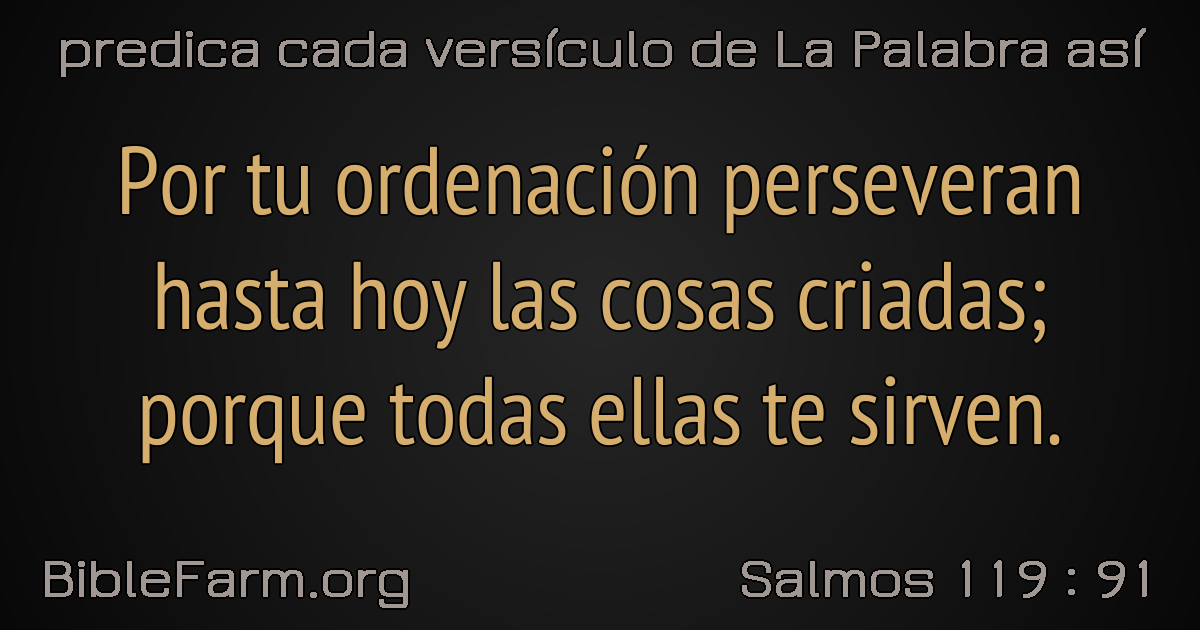 predica cada versículo de La Palabra así
Por tu ordenación perseveran
hasta hoy las cosas criadas;
porque todas ellas te sirven.
BibleFarm.org
Salmos 119 : 91